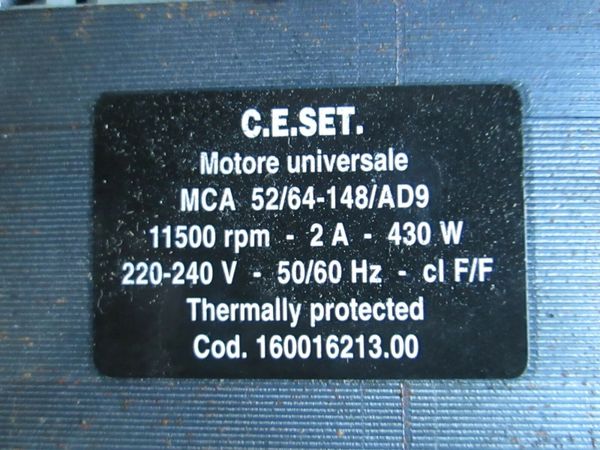 C.E.SET.
Motore universale
MCA 52/64-148/AD9
11500 rpm - 2 A - 430 W
220-240 V - 50/60 Hz - cl F/F
Thermally protected
Cod. 160016213.00